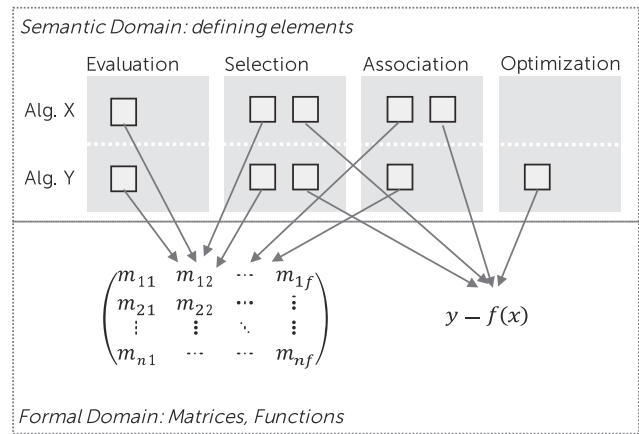 Semantic Domain: defining elements
Evaluation Selection Association Optimization
Alg. X
Alg. Y
m11 m12 ⋯ m1f
m21 m22 ⋯ ⋮
⋮ ⋮ ⋱ ⋮
mn1 ⋯ ⋯ mnf
y − f(x)
Formal Domain: Matrices, Functions